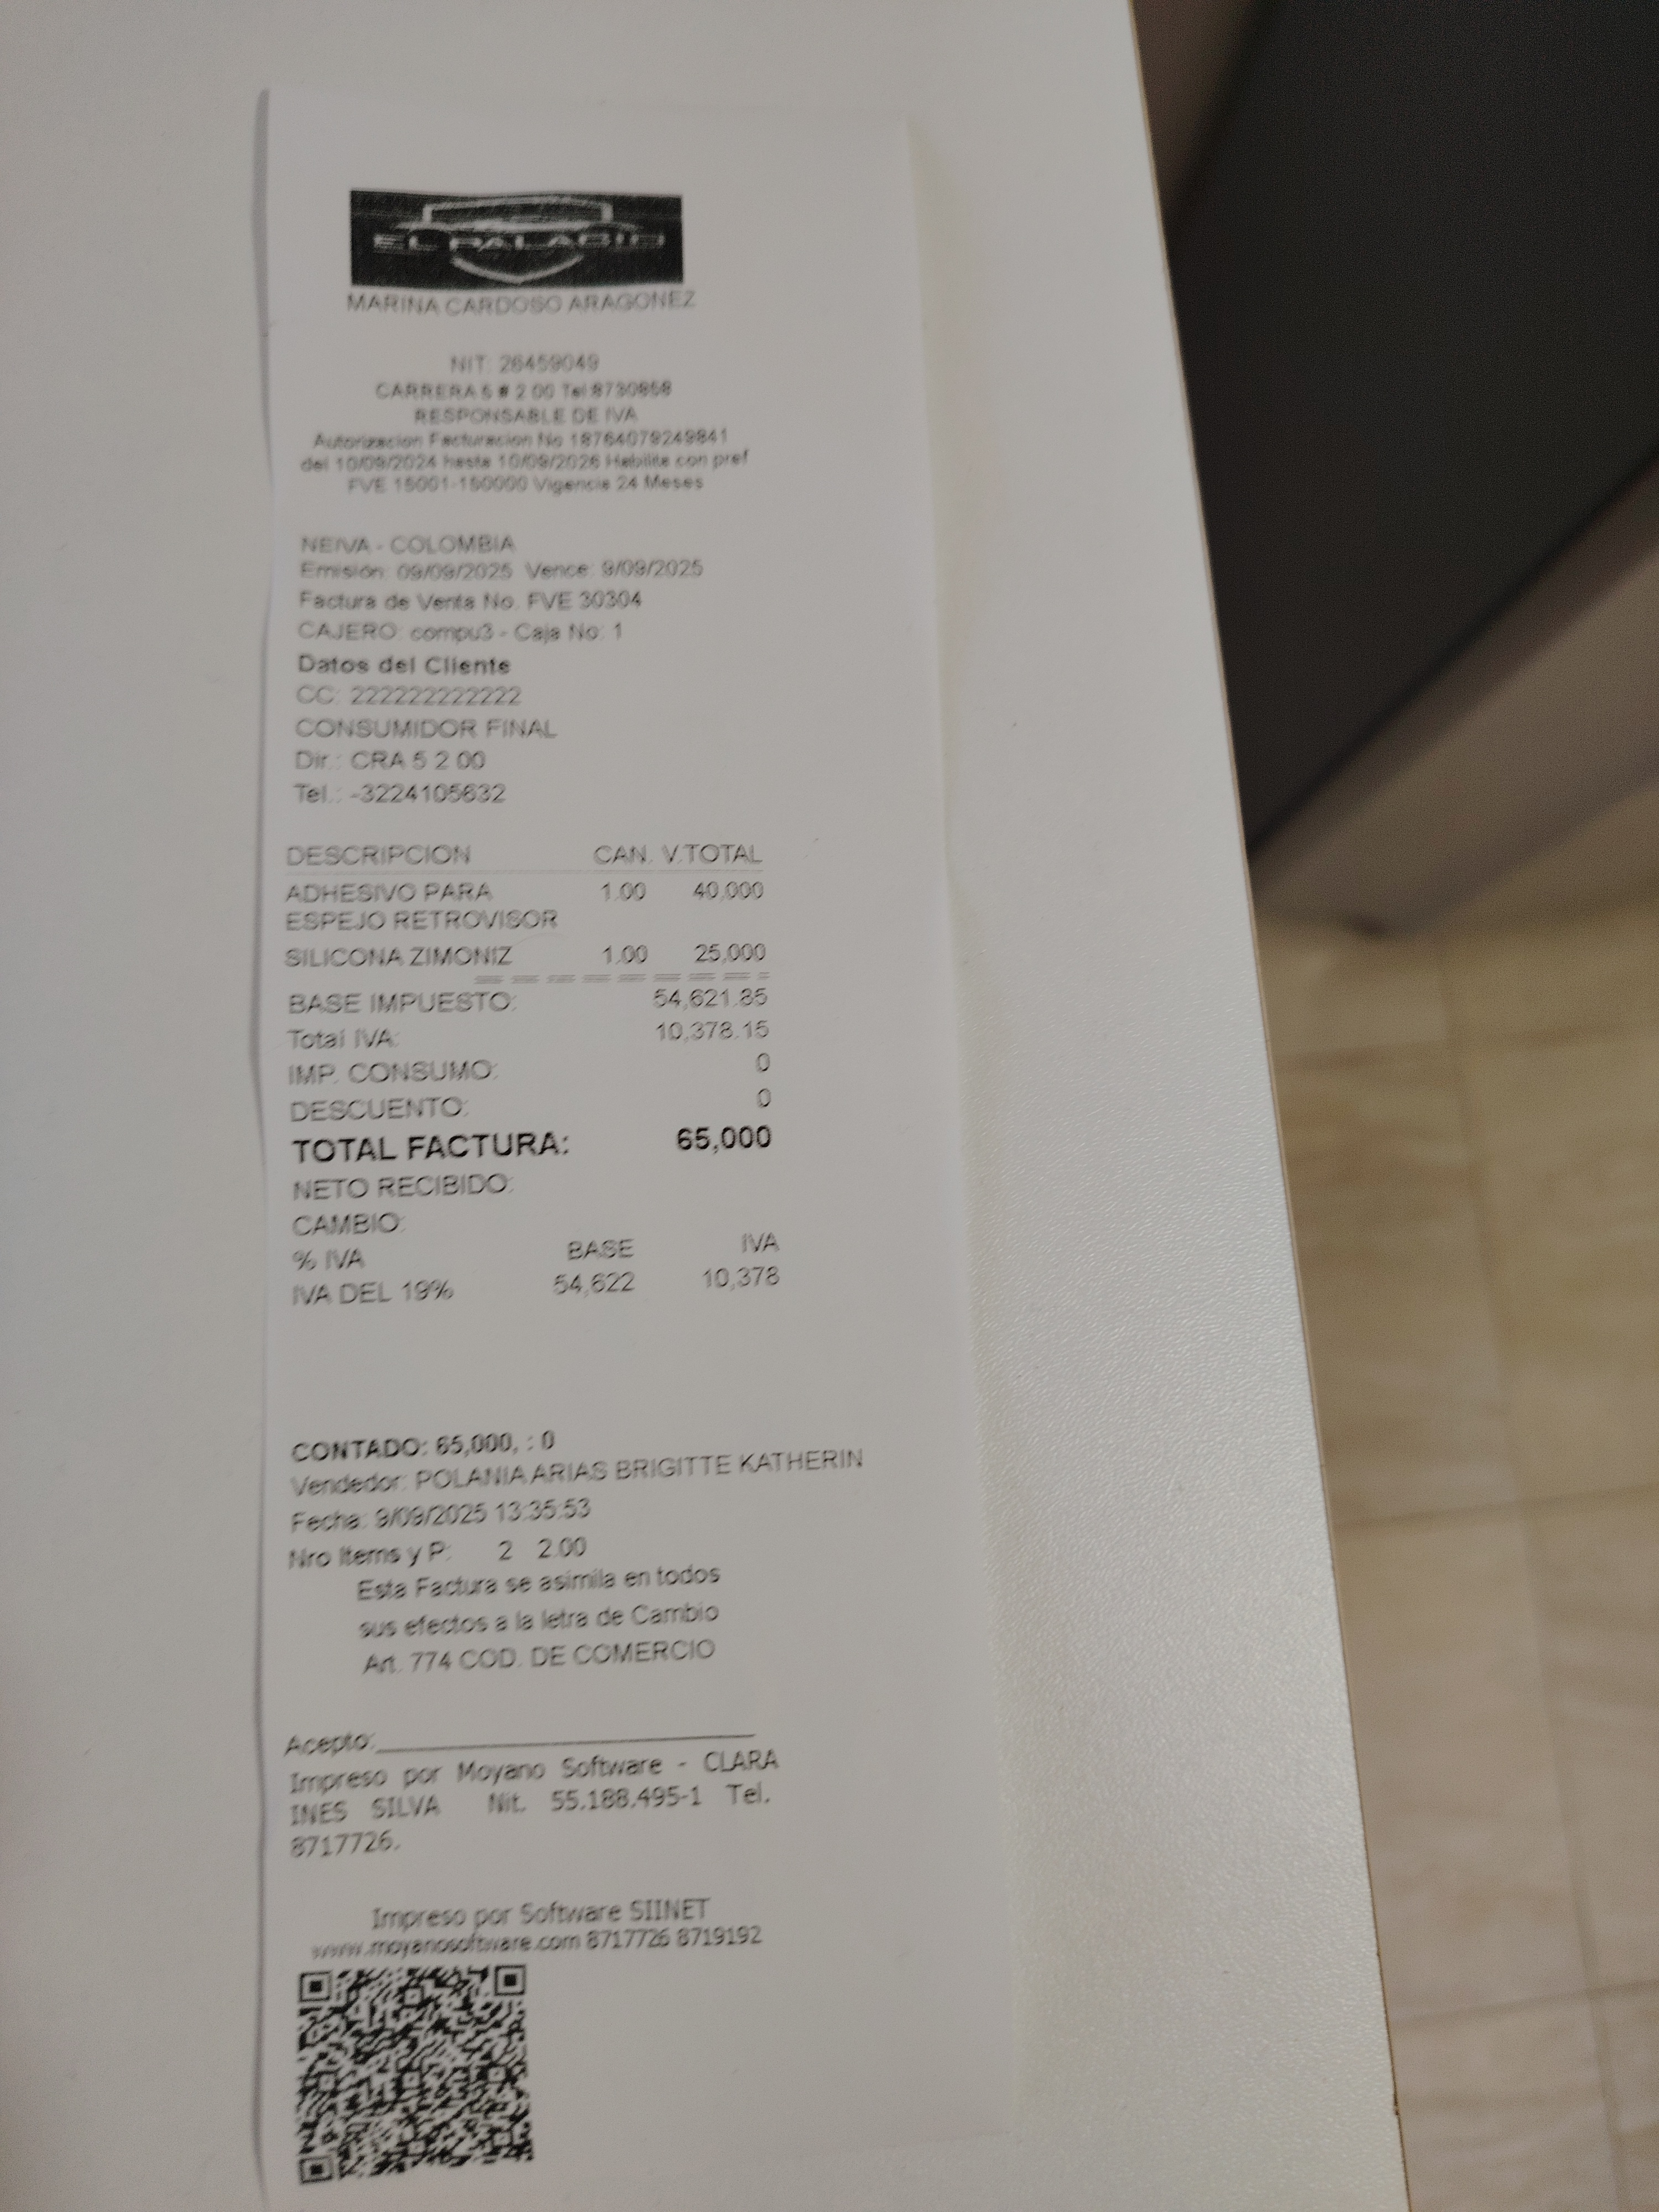 EL PALACIO
MARINA CARDOSO ARAGONEZ
NIT: 26459049
CARRERA 5 # 2 00 Tel:8730858
RESPONSABLE DE IVA
Autorizacion Facturacion No 18764079249841
del 10/09/2024 hasta 10/09/2026 Habilita con pref
FVE 15001-150000 Vigencia 24 Meses
NEIVA - COLOMBIA
Emisión: 09/09/2025 Vence: 9/09/2025
Factura de Venta No. FVE 30304
CAJERO: compu3 - Caja No: 1
Datos del Cliente
CC: 222222222222
CONSUMIDOR FINAL
Dir.: CRA 5 2 00
Tel.: -3224105632
DESCRIPCION CAN. V.TOTAL
ADHESIVO PARA 1.00 40,000
ESPEJO RETROVISOR
SILICONA ZIMONIZ 1.00 25,000
BASE IMPUESTO: 54,621.85
Total IVA: 10,378.15
IMP. CONSUMO: 0
DESCUENTO: 0
TOTAL FACTURA: 65,000
NETO RECIBIDO:
CAMBIO:
% IVA BASE IVA
IVA DEL 19% 54,622 10,378
CONTADO: 65,000, : 0
Vendedor: POLANIA ARIAS BRIGITTE KATHERIN
Fecha: 9/09/2025 13:35:53
Nro Items y P: 2 2.00
Esta Factura se asimila en todos
sus efectos a la letra de Cambio
Art. 774 COD. DE COMERCIO
Acepto:
Impreso por Moyano Software - CLARA
INES SILVA Nit. 55.188.495-1 Tel.
8717726.
Impreso por Software SIINET
www.moyanosoftware.com 8717726 8719192